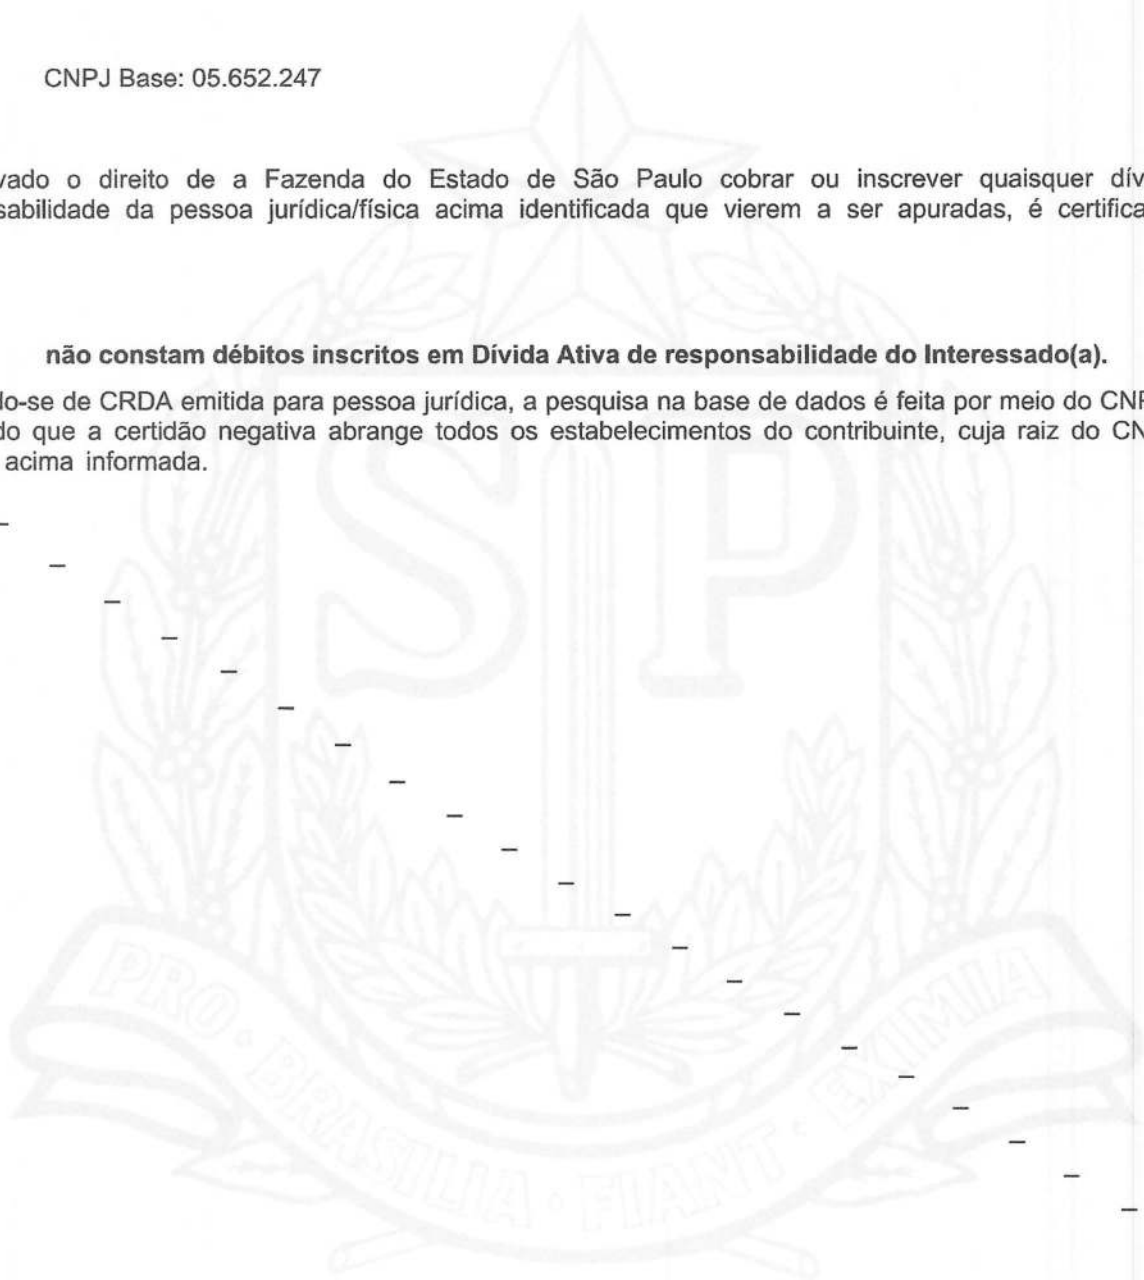 CNPJ Base: 05.652.247
vado o direito de a Fazenda do Estado de São Paulo cobrar ou inscrever quaisquer dív
sabilidade da pessoa jurídica/física acima identificada que vierem a ser apuradas, é certifica
não constam débitos inscritos em Dívida Ativa de responsabilidade do Interessado(a).
do-se de CRDA emitida para pessoa jurídica, a pesquisa na base de dados é feita por meio do CNP
do que a certidão negativa abrange todos os estabelecimentos do contribuinte, cuja raiz do CN
acima informada.
SP
PRO • BRASILIA • FIANT • EXIMIA